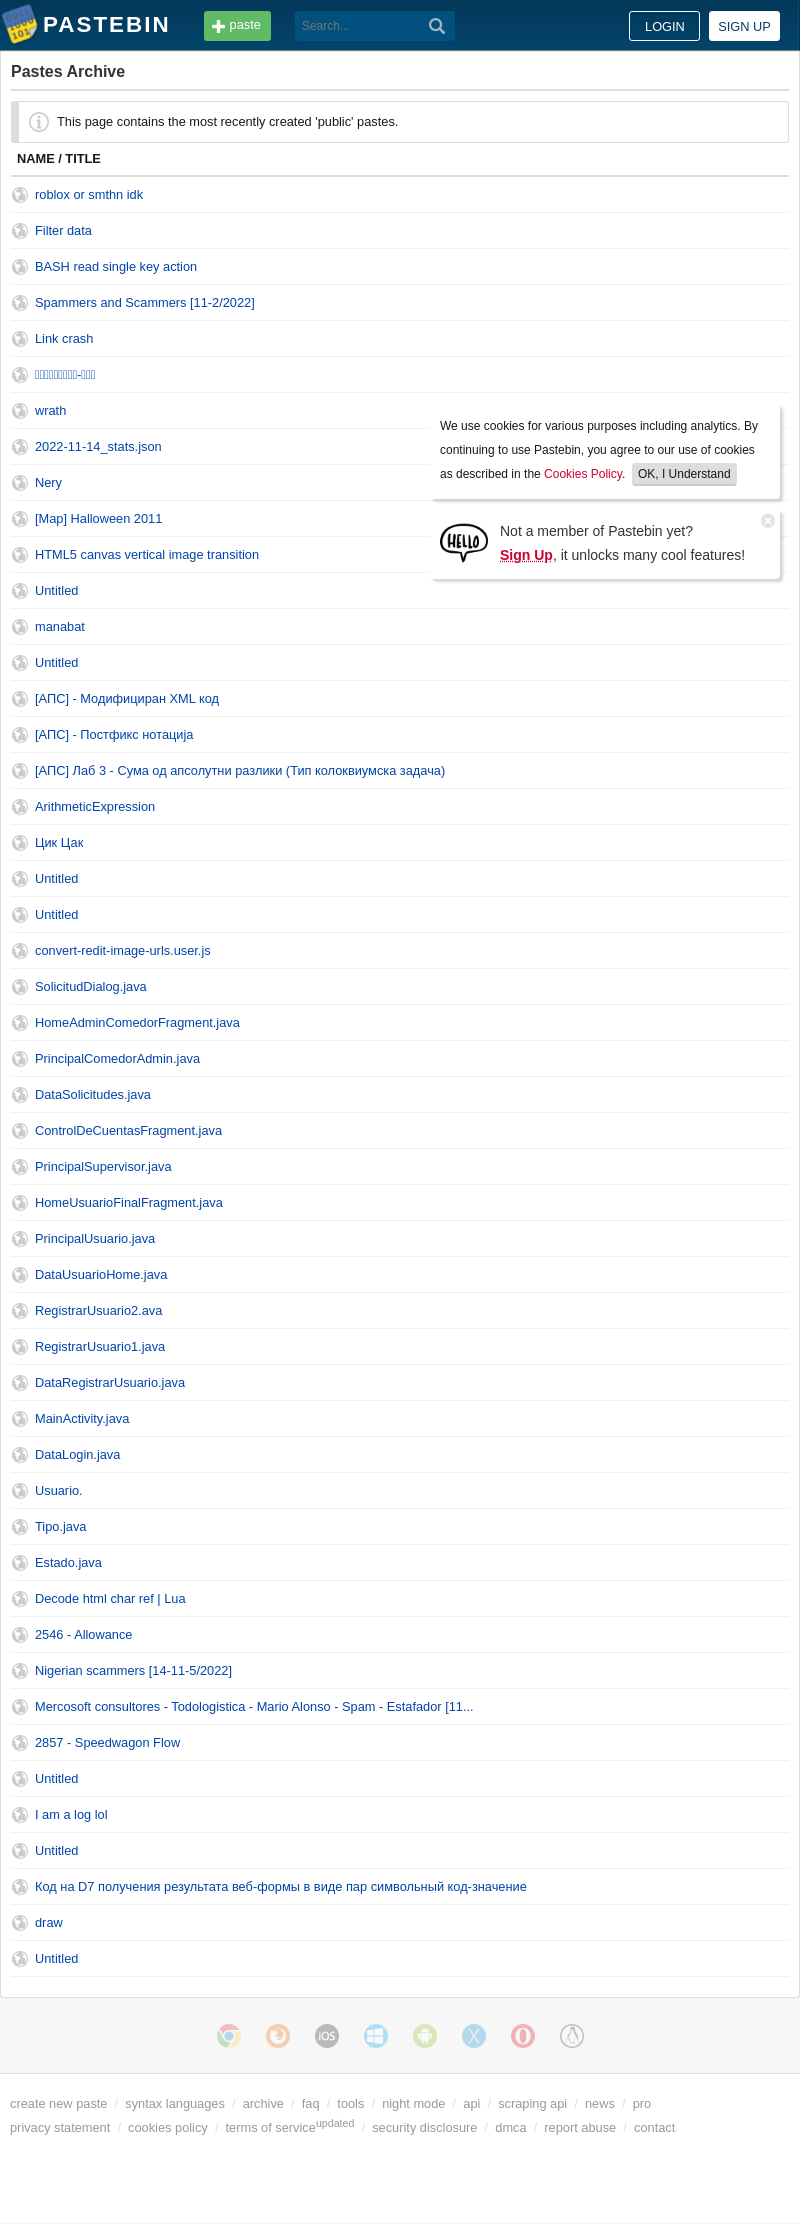 PASTEBIN
paste
Search...
LOGIN
SIGN UP
Pastes Archive
This page contains the most recently created 'public' pastes.
NAME / TITLE
roblox or smthn idk
Filter data
BASH read single key action
Spammers and Scammers [11-2/2022]
Link crash
wrath
2022-11-14_stats.json
Nery
[Map] Halloween 2011
HTML5 canvas vertical image transition
We use cookies for various purposes including analytics. By
continuing to use Pastebin, you agree to our use of cookies
as described in the Cookies Policy. OK, I Understand
HELLO
Not a member of Pastebin yet?
Sign Up, it unlocks many cool features!
Untitled
manabat
Untitled
[АПС] - Модифициран XML код
[АПС] - Постфикс нотација
[АПС] Лаб 3 - Сума од апсолутни разлики (Тип колоквиумска задача)
ArithmeticExpression
Цик Цак
Untitled
Untitled
convert-redit-image-urls.user.js
SolicitudDialog.java
HomeAdminComedorFragment.java
PrincipalComedorAdmin.java
DataSolicitudes.java
ControlDeCuentasFragment.java
PrincipalSupervisor.java
HomeUsuarioFinalFragment.java
PrincipalUsuario.java
DataUsuarioHome.java
RegistrarUsuario2.ava
RegistrarUsuario1.java
DataRegistrarUsuario.java
MainActivity.java
DataLogin.java
Usuario.
Tipo.java
Estado.java
Decode html char ref | Lua
2546 - Allowance
Nigerian scammers [14-11-5/2022]
Mercosoft consultores - Todologistica - Mario Alonso - Spam - Estafador [11...
2857 - Speedwagon Flow
Untitled
I am a log lol
Untitled
Код на D7 получения результата веб-формы в виде пар символьный код-значение
draw
Untitled
iOS
create new paste / syntax languages / archive / faq / tools / night mode / api / scraping api / news / pro
privacy statement / cookies policy / terms of serviceupdated / security disclosure / dmca / report abuse / contact